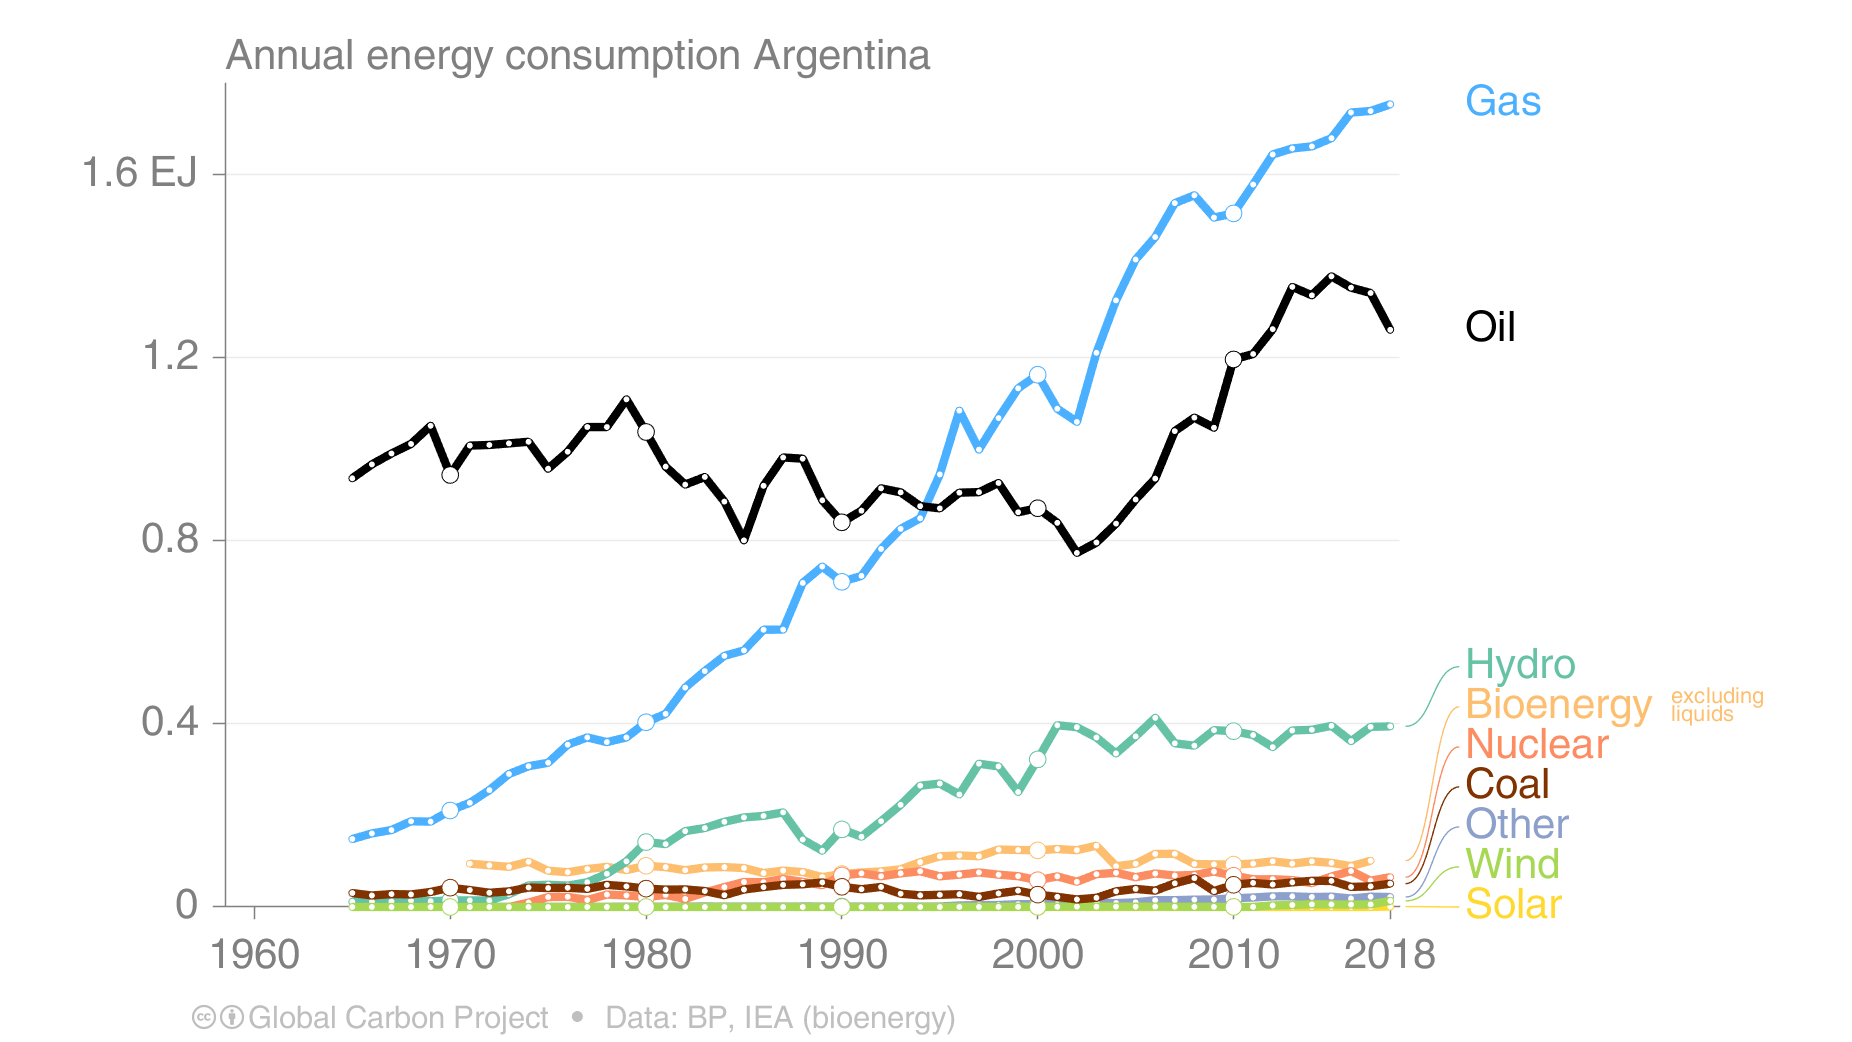 Annual energy consumption Argentina
Gas
1.6 EJ
Oil
1.2
0.8
Hydro
Bioenergy excluding
liquids
0.4
Nuclear
Coal
Other
Wind
Solar
0
1960 1970 1980 1990 2000 2010 2018
cc Global Carbon Project • Data: BP, IEA (bioenergy)